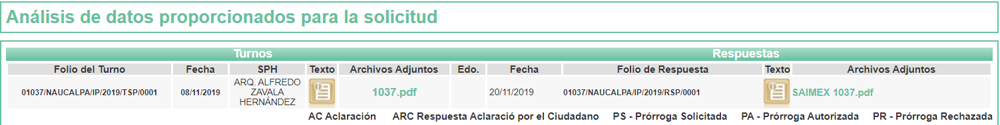 Análisis de datos proporcionados para la solicitud
Turnos Respuestas
Folio del Turno Fecha SPH Texto Archivos Adjuntos Edo. Fecha Folio de Respuesta Texto Archivos Adjuntos
01037/NAUCALPA/IP/2019/TSP/0001 08/11/2019 ARQ. ALFREDO ZAVALA HERNÁNDEZ 1037.pdf 20/11/2019 01037/NAUCALPA/IP/2019/RSP/0001 SAIMEX 1037.pdf
AC Aclaración ARC Respuesta Aclaració por el Ciudadano PS - Prórroga Solicitada PA - Prórroga Autorizada PR - Prórroga Rechazada